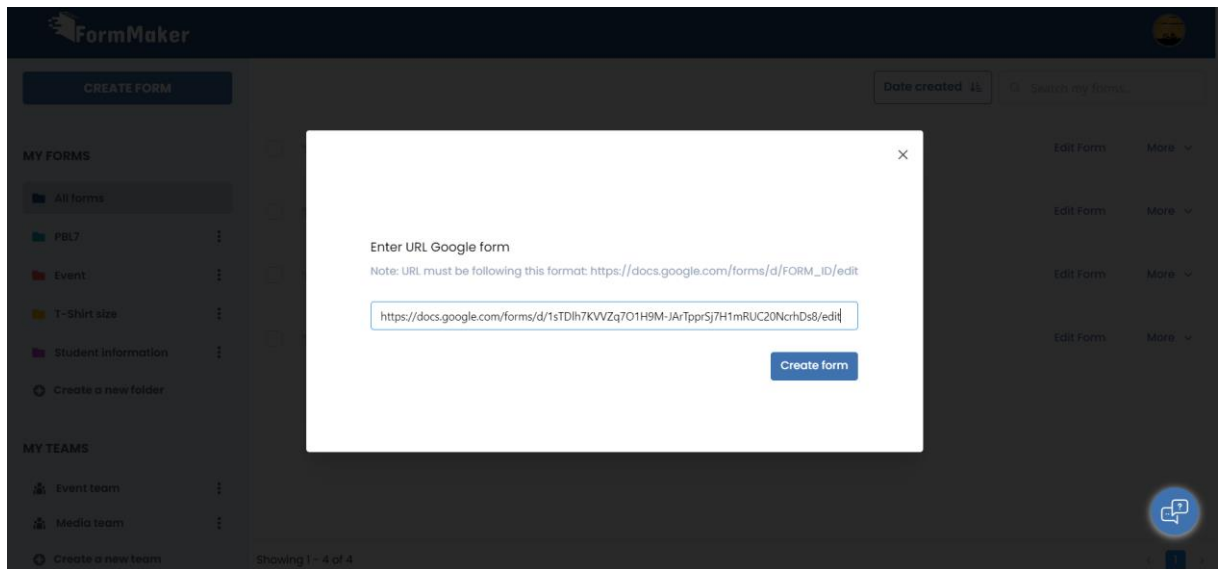 FormMaker
CREATE FORM
Date created
Search my forms...
MY FORMS
All forms
Edit Form More
PBL7
Edit Form More
Event
Edit Form More
T-Shirt size
Student information
Edit Form More
Create a new folder
MY TEAMS
Event team
Media team
Create a new team
Showing 1 - 4 of 4
1
Enter URL Google form
Note: URL must be following this format: https://docs.google.com/forms/d/FORM_ID/edit
https://docs.google.com/forms/d/1sTDlh7KVVZq7O1H9M-JArTpprSj7H1mRUC20NcrhDs8/edit
Create form